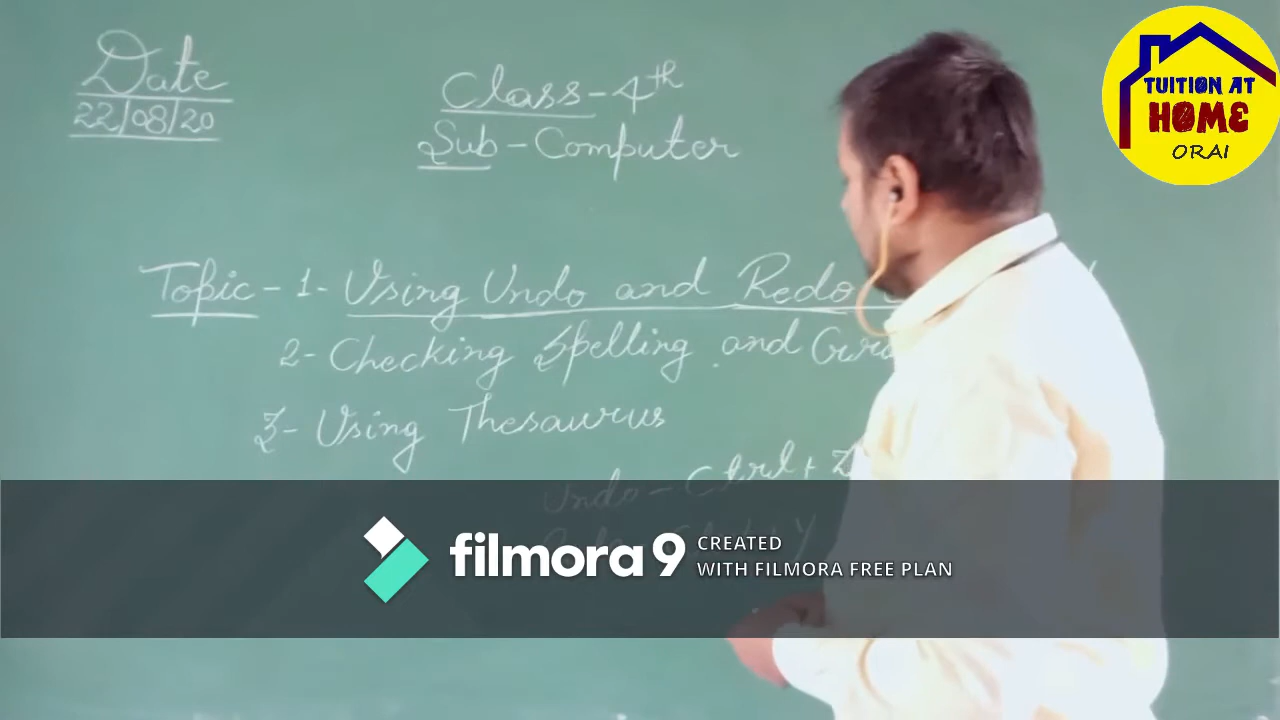 Date
22/08/20
Class-4th
Sub-Computer
TUITION AT
HOME
ORAI
Topic-1-Using Undo and Redo
2-Checking Spelling and
3-Using Thesaurus
Undo-Ctrl+Z
filmora9 CREATED
WITH FILMORA FREE PLAN